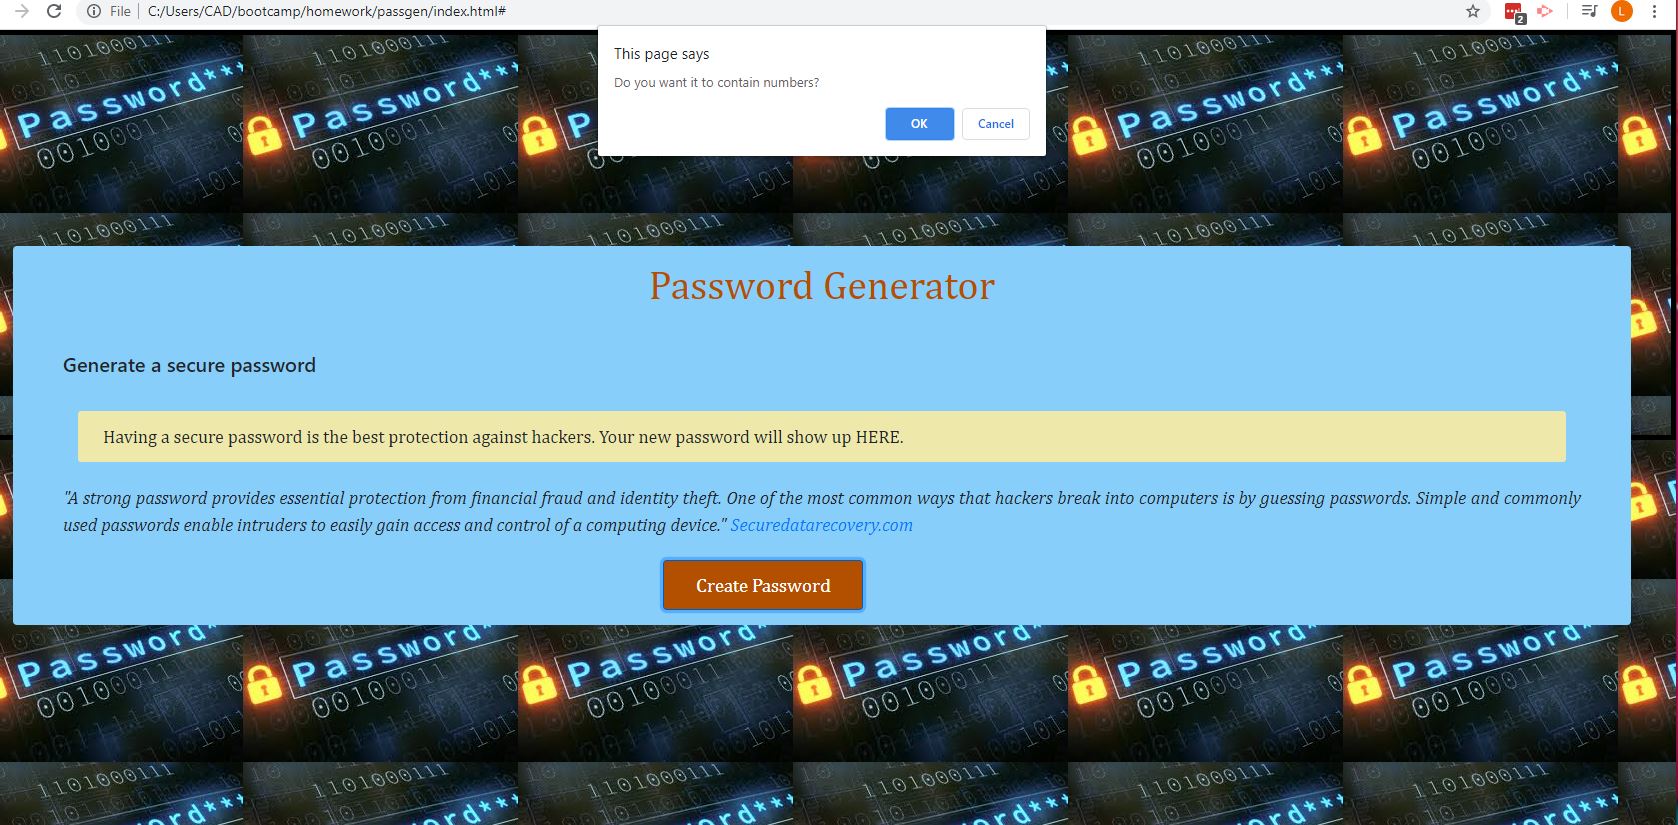 File C:/Users/CAD/bootcamp/homework/passgen/index.html#
2
L
This page says
Do you want it to contain numbers?
OK
Cancel
Password***
Password Generator
Generate a secure password
Having a secure password is the best protection against hackers. Your new password will show up HERE.
"A strong password provides essential protection from financial fraud and identity theft. One of the most common ways that hackers break into computers is by guessing passwords. Simple and commonly
used passwords enable intruders to easily gain access and control of a computing device." Securedatarecovery.com
Create Password